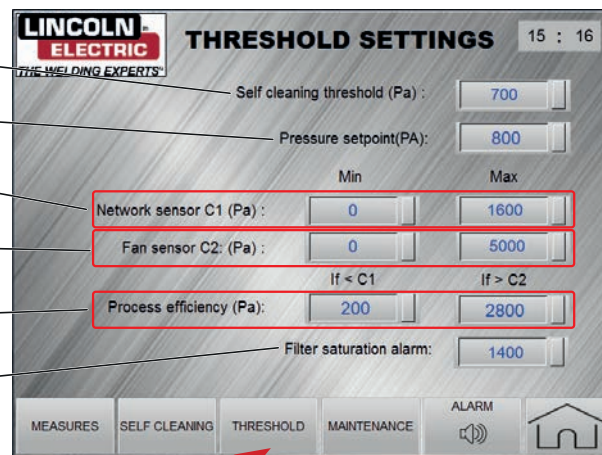 LINCOLN
ELECTRIC
THE WELDING EXPERTS®
THRESHOLD SETTINGS
15 : 16
Self cleaning threshold (Pa) : 700
Pressure setpoint(PA): 800
Min Max
Network sensor C1 (Pa) : 0 1600
Fan sensor C2: (Pa) : 0 5000
If < C1 If > C2
Process efficiency (Pa): 200 2800
Filter saturation alarm: 1400
MEASURES SELF CLEANING THRESHOLD MAINTENANCE ALARM